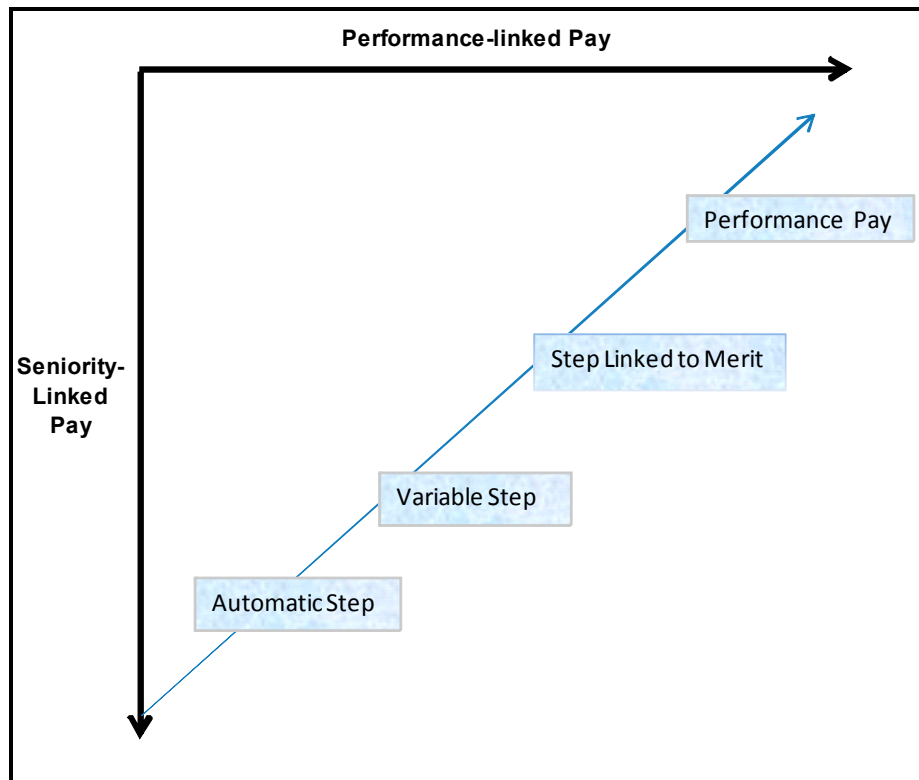 Performance-linked Pay
Performance Pay
Step Linked to Merit
Seniority-
Linked
Pay
Variable Step
Automatic Step